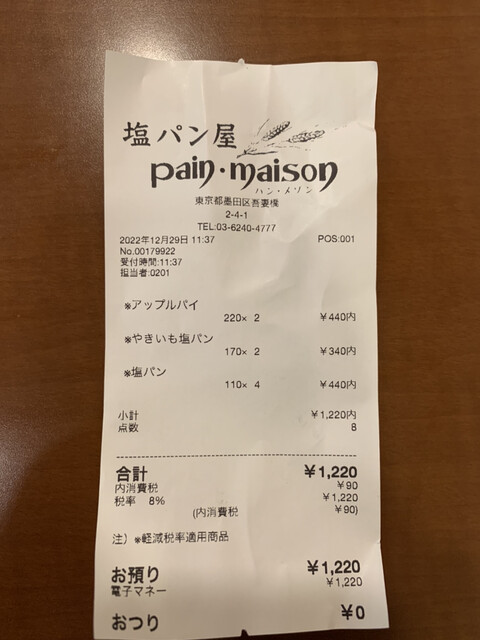 塩パン屋
pain・maison
パン・メゾン
東京都墨田区吾妻橋
2-4-1
TEL:03-6240-4777
2022年12月29日 11:37 POS:001
No.00179922
受付時間:11:37
担当者:0201
※アップルパイ
220× 2 ¥440内
※やきいも塩パン
170× 2 ¥340内
※塩パン
110× 4 ¥440内
小計 ¥1,220内
点数 8
合計 ¥1,220
内消費税 ¥90
税率 8% ¥1,220
(内消費税 ¥90)
注) ※軽減税率適用商品
お預り ¥1,220
電子マネー ¥1,220
おつり ¥0